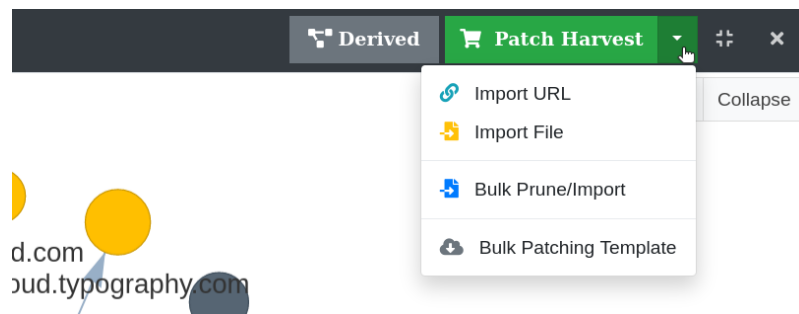 Derived
Patch Harvest
Import URL
Collapse
Import File
Bulk Prune/Import
Bulk Patching Template
d.com
oud.typography.com